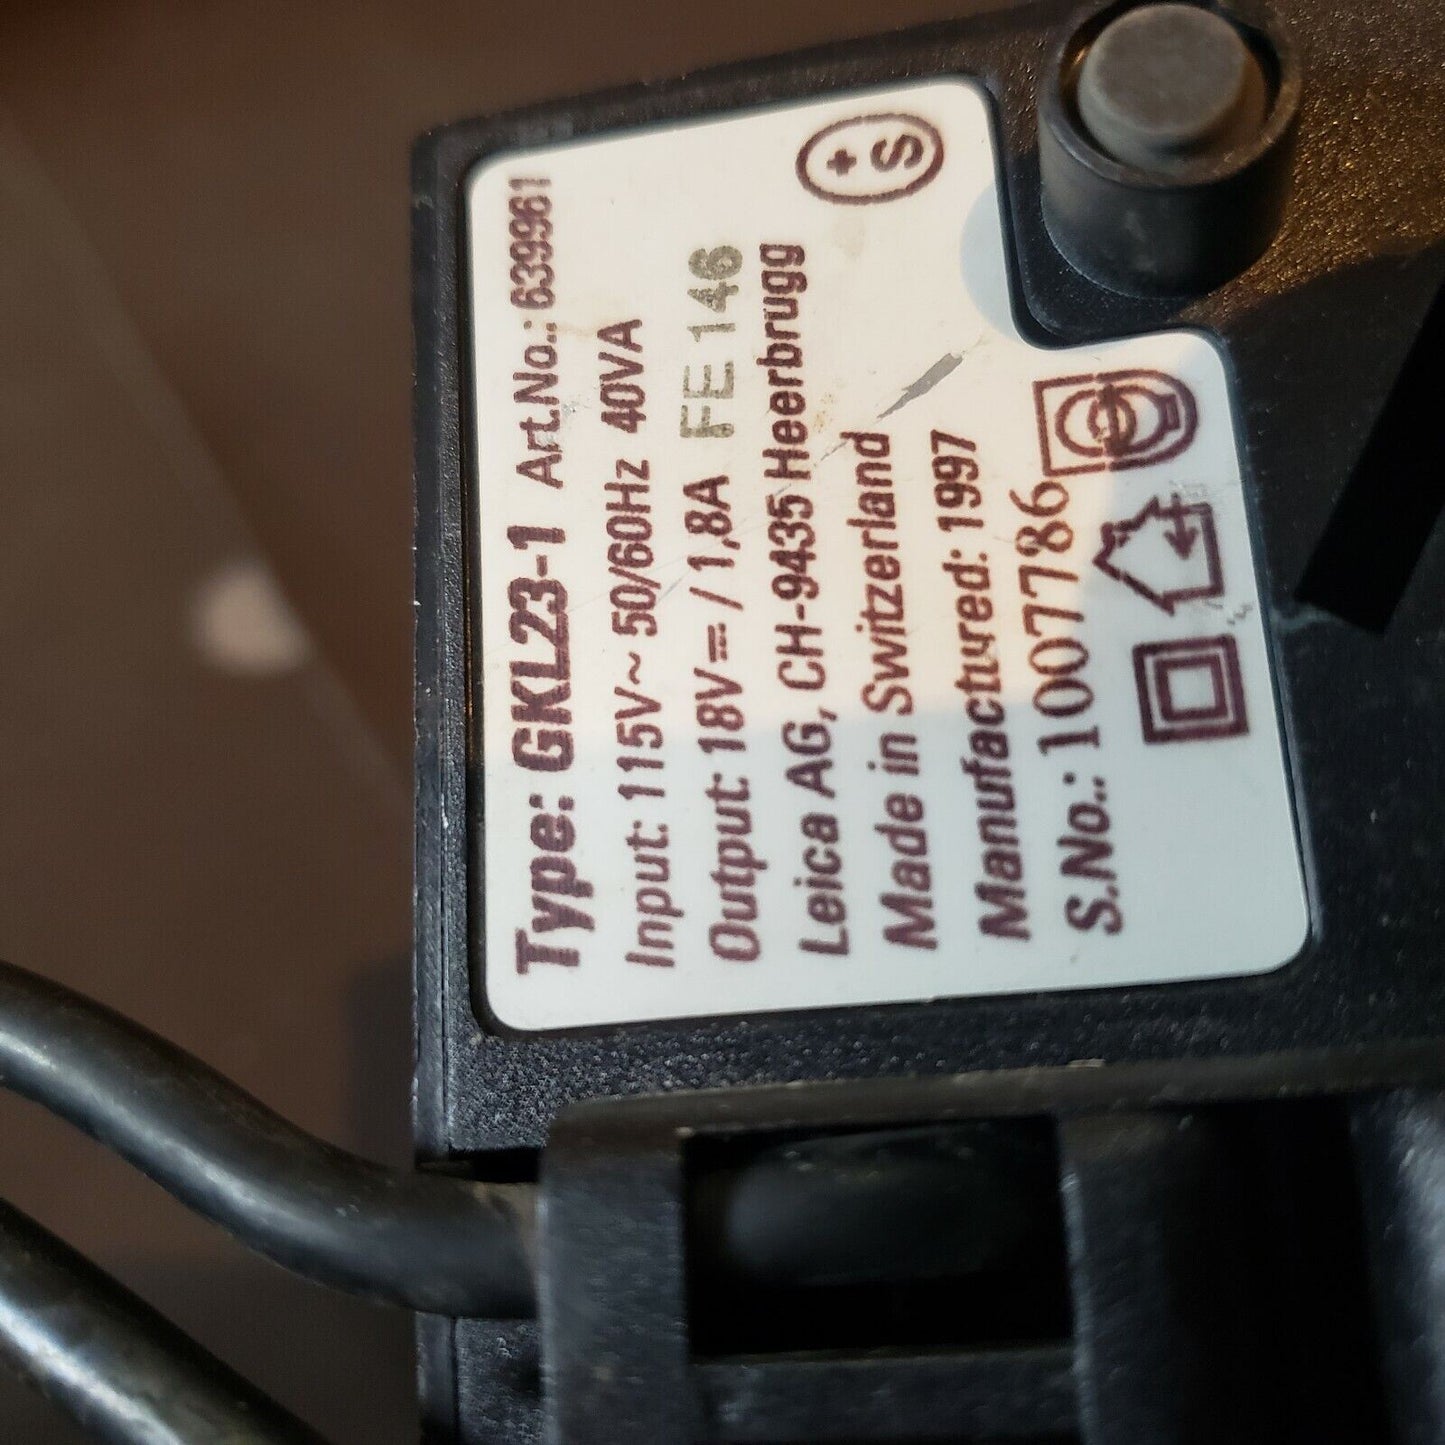 Type: GKL23-1 Art.No.: 639961
Input: 115V~ 50/60Hz 40VA
Output: 18V⎓ / 1,8A FE 146
Leica AG, CH-9435 Heerbrugg
Made in Switzerland
Manufactured: 1997
S.No.: 1007786
+
S